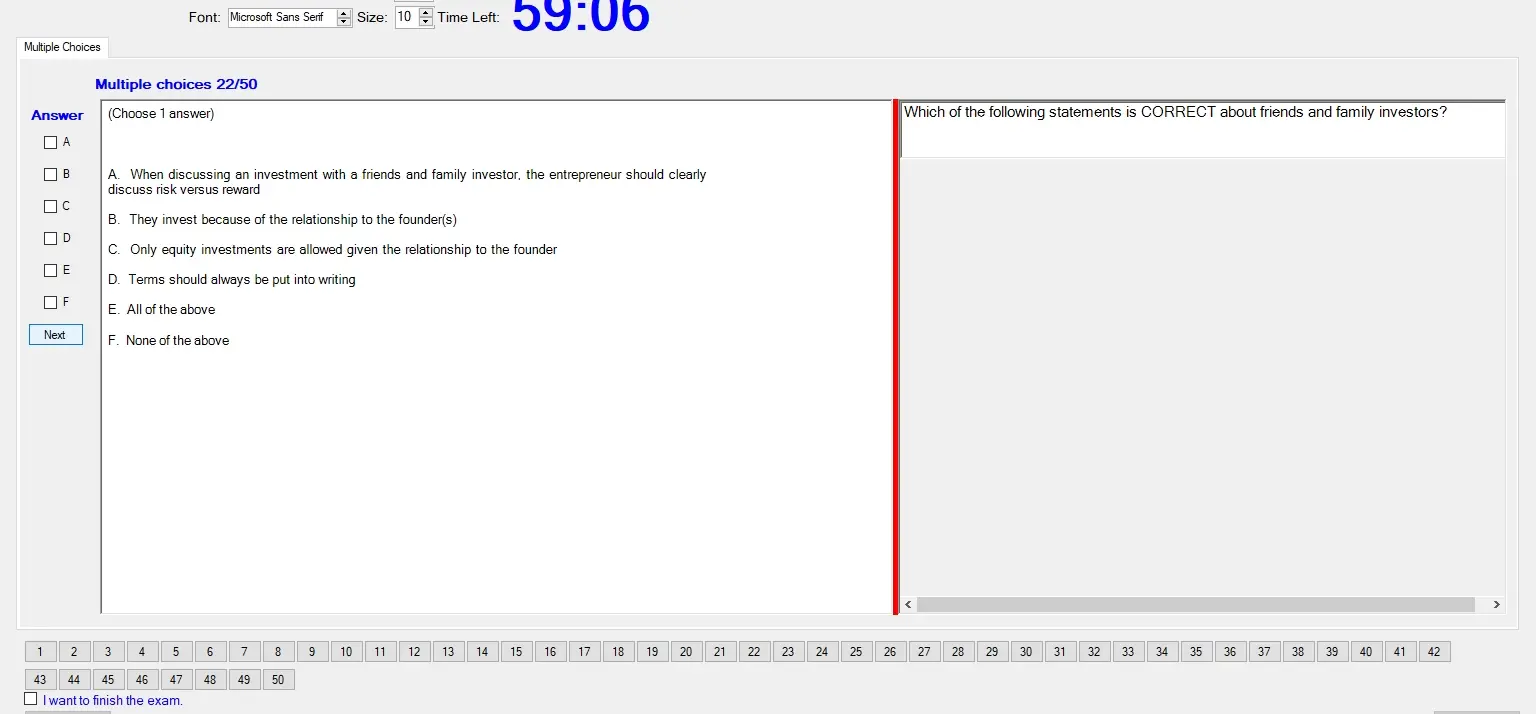 Font: Microsoft Sans Serif Size: 10 Time Left: 59:06
Multiple Choices
Multiple choices 22/50
Answer
A
B
C
D
E
F
Next
(Choose 1 answer)
A. When discussing an investment with a friends and family investor, the entrepreneur should clearly
discuss risk versus reward
B. They invest because of the relationship to the founder(s)
C. Only equity investments are allowed given the relationship to the founder
D. Terms should always be put into writing
E. All of the above
F. None of the above
Which of the following statements is CORRECT about friends and family investors?
1 2 3 4 5 6 7 8 9 10 11 12 13 14 15 16 17 18 19 20 21 22 23 24 25 26 27 28 29 30 31 32 33 34 35 36 37 38 39 40 41 42
43 44 45 46 47 48 49 50
I want to finish the exam.